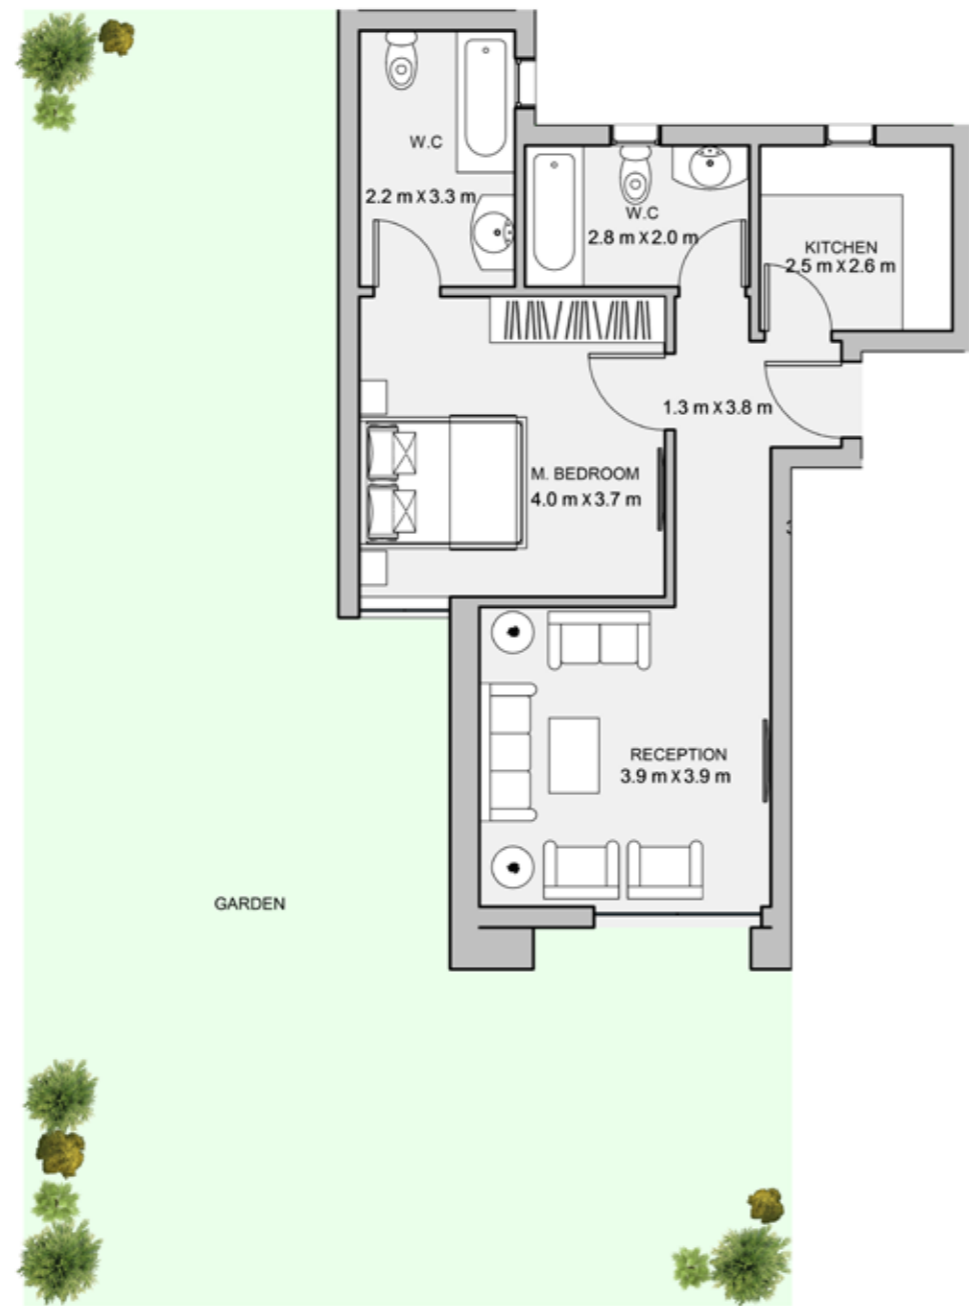 W.C
2.2 m X 3.3 m
W.C
2.8 m X 2.0 m
KITCHEN
2.5 m X 2.6 m
1.3 m X 3.8 m
M. BEDROOM
4.0 m X 3.7 m
RECEPTION
3.9 m X 3.9 m
GARDEN